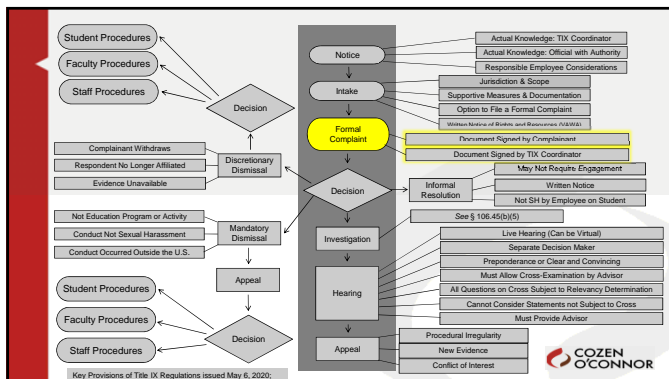 Student Procedures
Faculty Procedures
Staff Procedures
Decision
Complainant Withdraws
Respondent No Longer Affiliated
Evidence Unavailable
Discretionary
Dismissal
Not Education Program or Activity
Conduct Not Sexual Harassment
Conduct Occurred Outside the U.S.
Mandatory
Dismissal
Appeal
Student Procedures
Faculty Procedures
Staff Procedures
Decision
Key Provisions of Title IX Regulations issued May 6, 2020;
Notice
Intake
Formal
Complaint
Decision
Investigation
Hearing
Appeal
Actual Knowledge: TIX Coordinator
Actual Knowledge: Official with Authority
Responsible Employee Considerations
Jurisdiction & Scope
Supportive Measures & Documentation
Option to File a Formal Complaint
Written Notice of Rights and Resources (VAWA)
Document Signed by Complainant
Document Signed by TIX Coordinator
Informal
Resolution
May Not Require Engagement
Written Notice
Not SH by Employee on Student
See § 106.45(b)(5)
Live Hearing (Can be Virtual)
Separate Decision Maker
Preponderance or Clear and Convincing
Must Allow Cross-Examination by Advisor
All Questions on Cross Subject to Relevancy Determination
Cannot Consider Statements not Subject to Cross
Must Provide Advisor
Procedural Irregularity
New Evidence
Conflict of Interest
COZEN
O'CONNOR